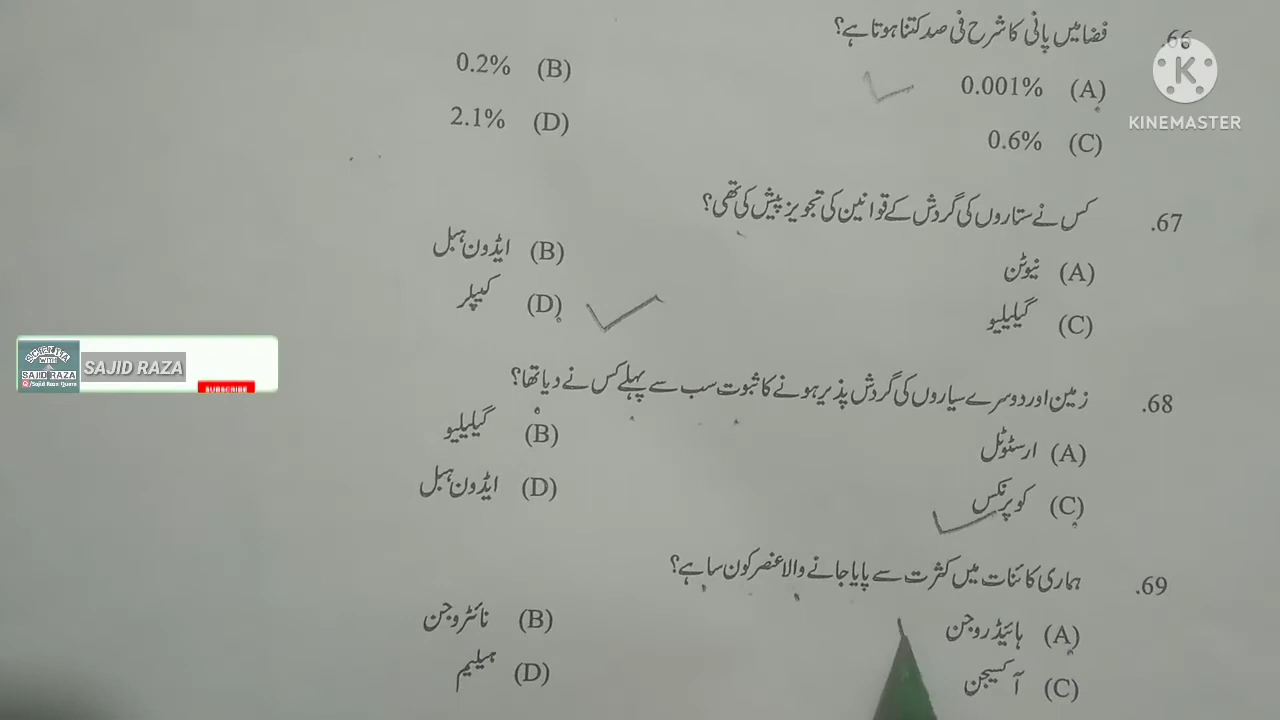 66. فضا میں پانی کا شرح فی صد کتنا ہوتا ہے؟
(A) 0.001% (B) 0.2%
(C) 0.6% (D) 2.1%
KINEMASTER
67. کس نے ستاروں کی گردش کے قوانین کی تجویز پیش کی تھی؟
(A) نیوٹن (B) ایڈون ہبل
(C) گیلیلیو (D) کیپلر
SAJID RAZA
SUBSCRIBE
68. زمین اور دوسرے سیاروں کی گردش پذیر ہونے کا ثبوت سب سے پہلے کس نے دیا تھا؟
(A) ارسٹوٹل (B) گیلیلیو
(C) کوپرنکس (D) ایڈون ہبل
69. ہماری کائنات میں کثرت سے پایا جانے والا عنصر کون سا ہے؟
(A) ہائیڈروجن (B) نائٹروجن
(C) آکسیجن (D) ہیلیم